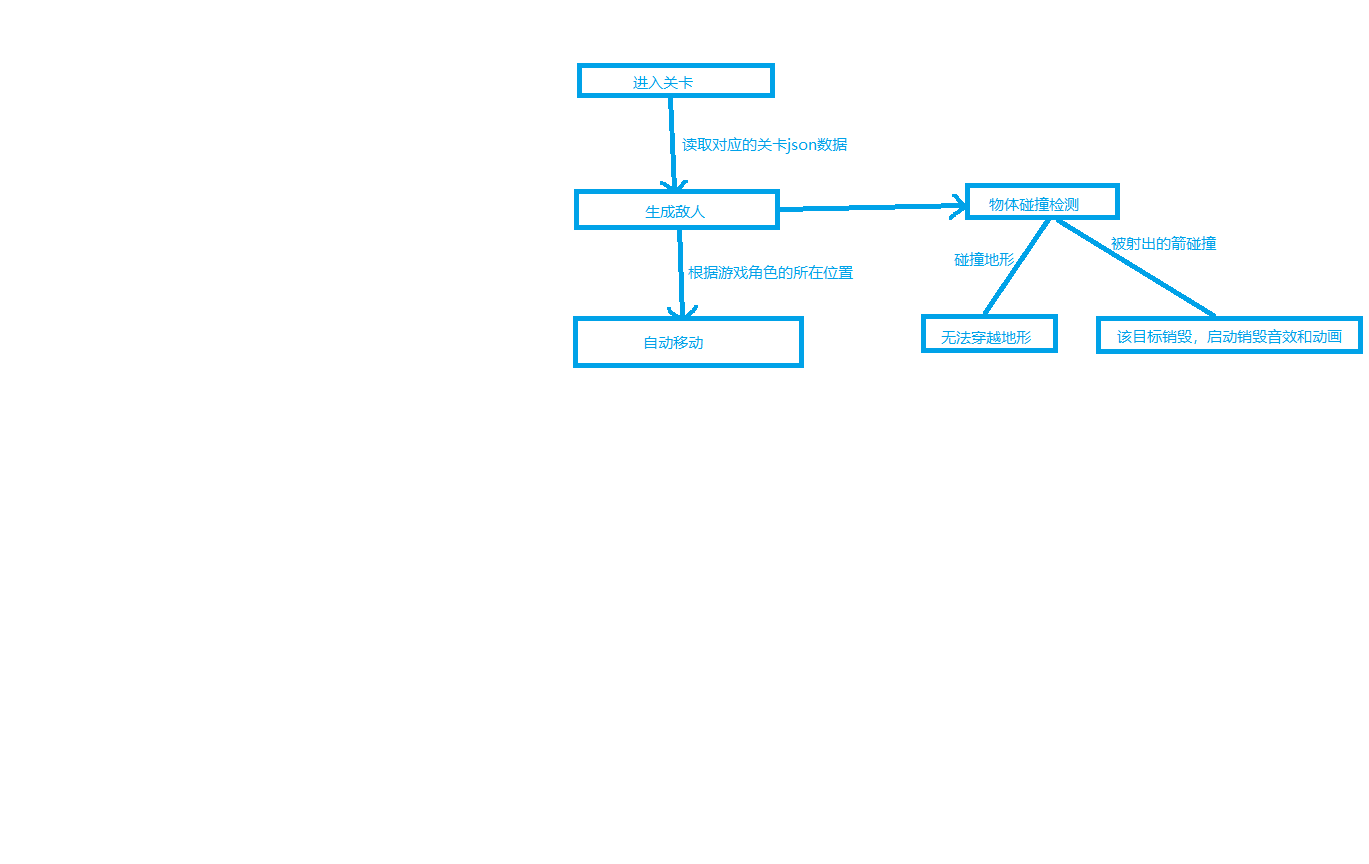 进入关卡
读取对应的关卡json数据
生成敌人
物体碰撞检测
被射出的箭碰撞
碰撞地形
根据游戏角色的所在位置
自动移动
无法穿越地形
该目标销毁，启动销毁音效和动画